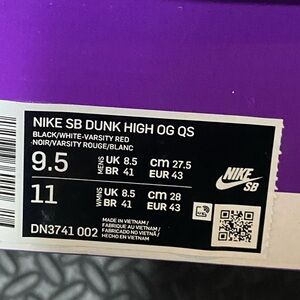 NIKE SB DUNK HIGH OG QS
BLACK/WHITE-VARSITY RED
NOIR/VARSITY ROUGE/BLANC
9.5 MENS UK 8.5 cm 27.5
BR 41 EUR 43
11 WMNS UK 8.5 cm 28
BR 41 EUR 43
NIKE
SB
DN3741 002
MADE IN VIETNAM /
FABRIQUE AU VIETNAM /
FABRICADO NO VIETNÃ /
HECHO EN VIETNAM